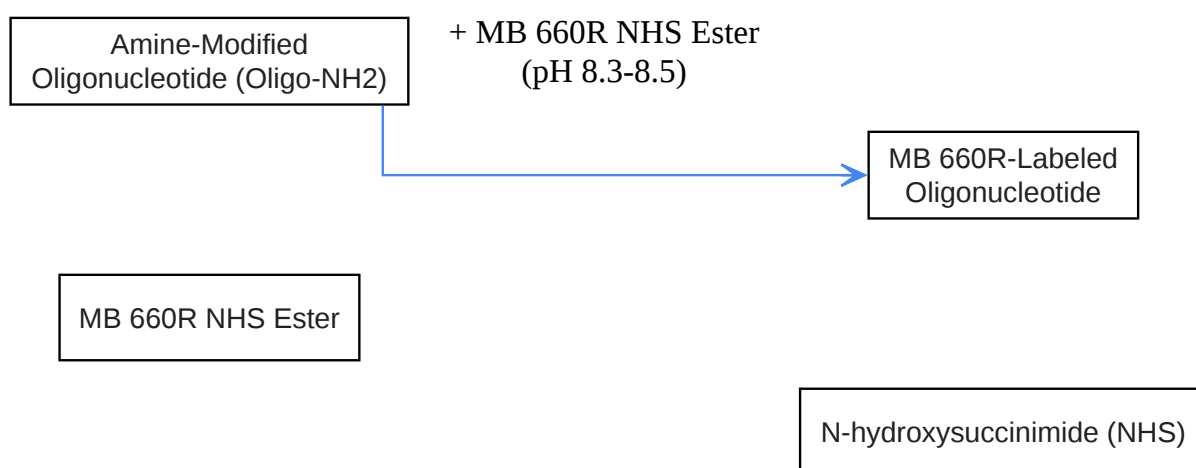 Amine-Modified
Oligonucleotide (Oligo-NH2)
+ MB 660R NHS Ester
(pH 8.3-8.5)
MB 660R-Labeled
Oligonucleotide
MB 660R NHS Ester
N-hydroxysuccinimide (NHS)